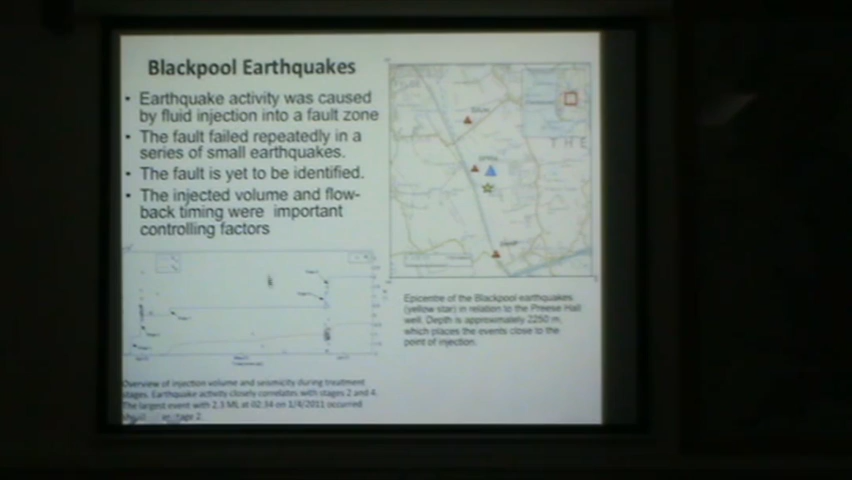 Blackpool Earthquakes
• Earthquake activity was caused
by fluid injection into a fault zone
• The fault failed repeatedly in a
series of small earthquakes.
• The fault is yet to be identified.
• The injected volume and flow-
back timing were important
controlling factors
T H E
Epicentre of the Blackpool earthquakes
(yellow star) in relation to the Preese Hall
well. Depth is approximately 2250 m,
which places the events close to the
point of injection.
Overview of injection volume and seismicity during treatment
stages. Earthquake activity closely correlates with stages 2 and 4.
The largest event with 2.3 ML at 02:34 on 1/4/2011 occurred
stage 2.